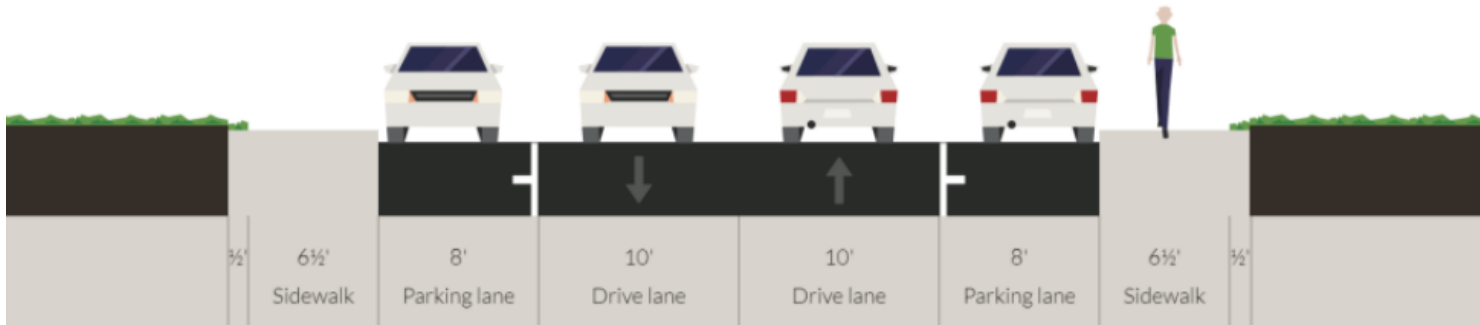 ½' 6½' 8' 10' 10' 8' 6½' ½'
Sidewalk Parking lane Drive lane Drive lane Parking lane Sidewalk